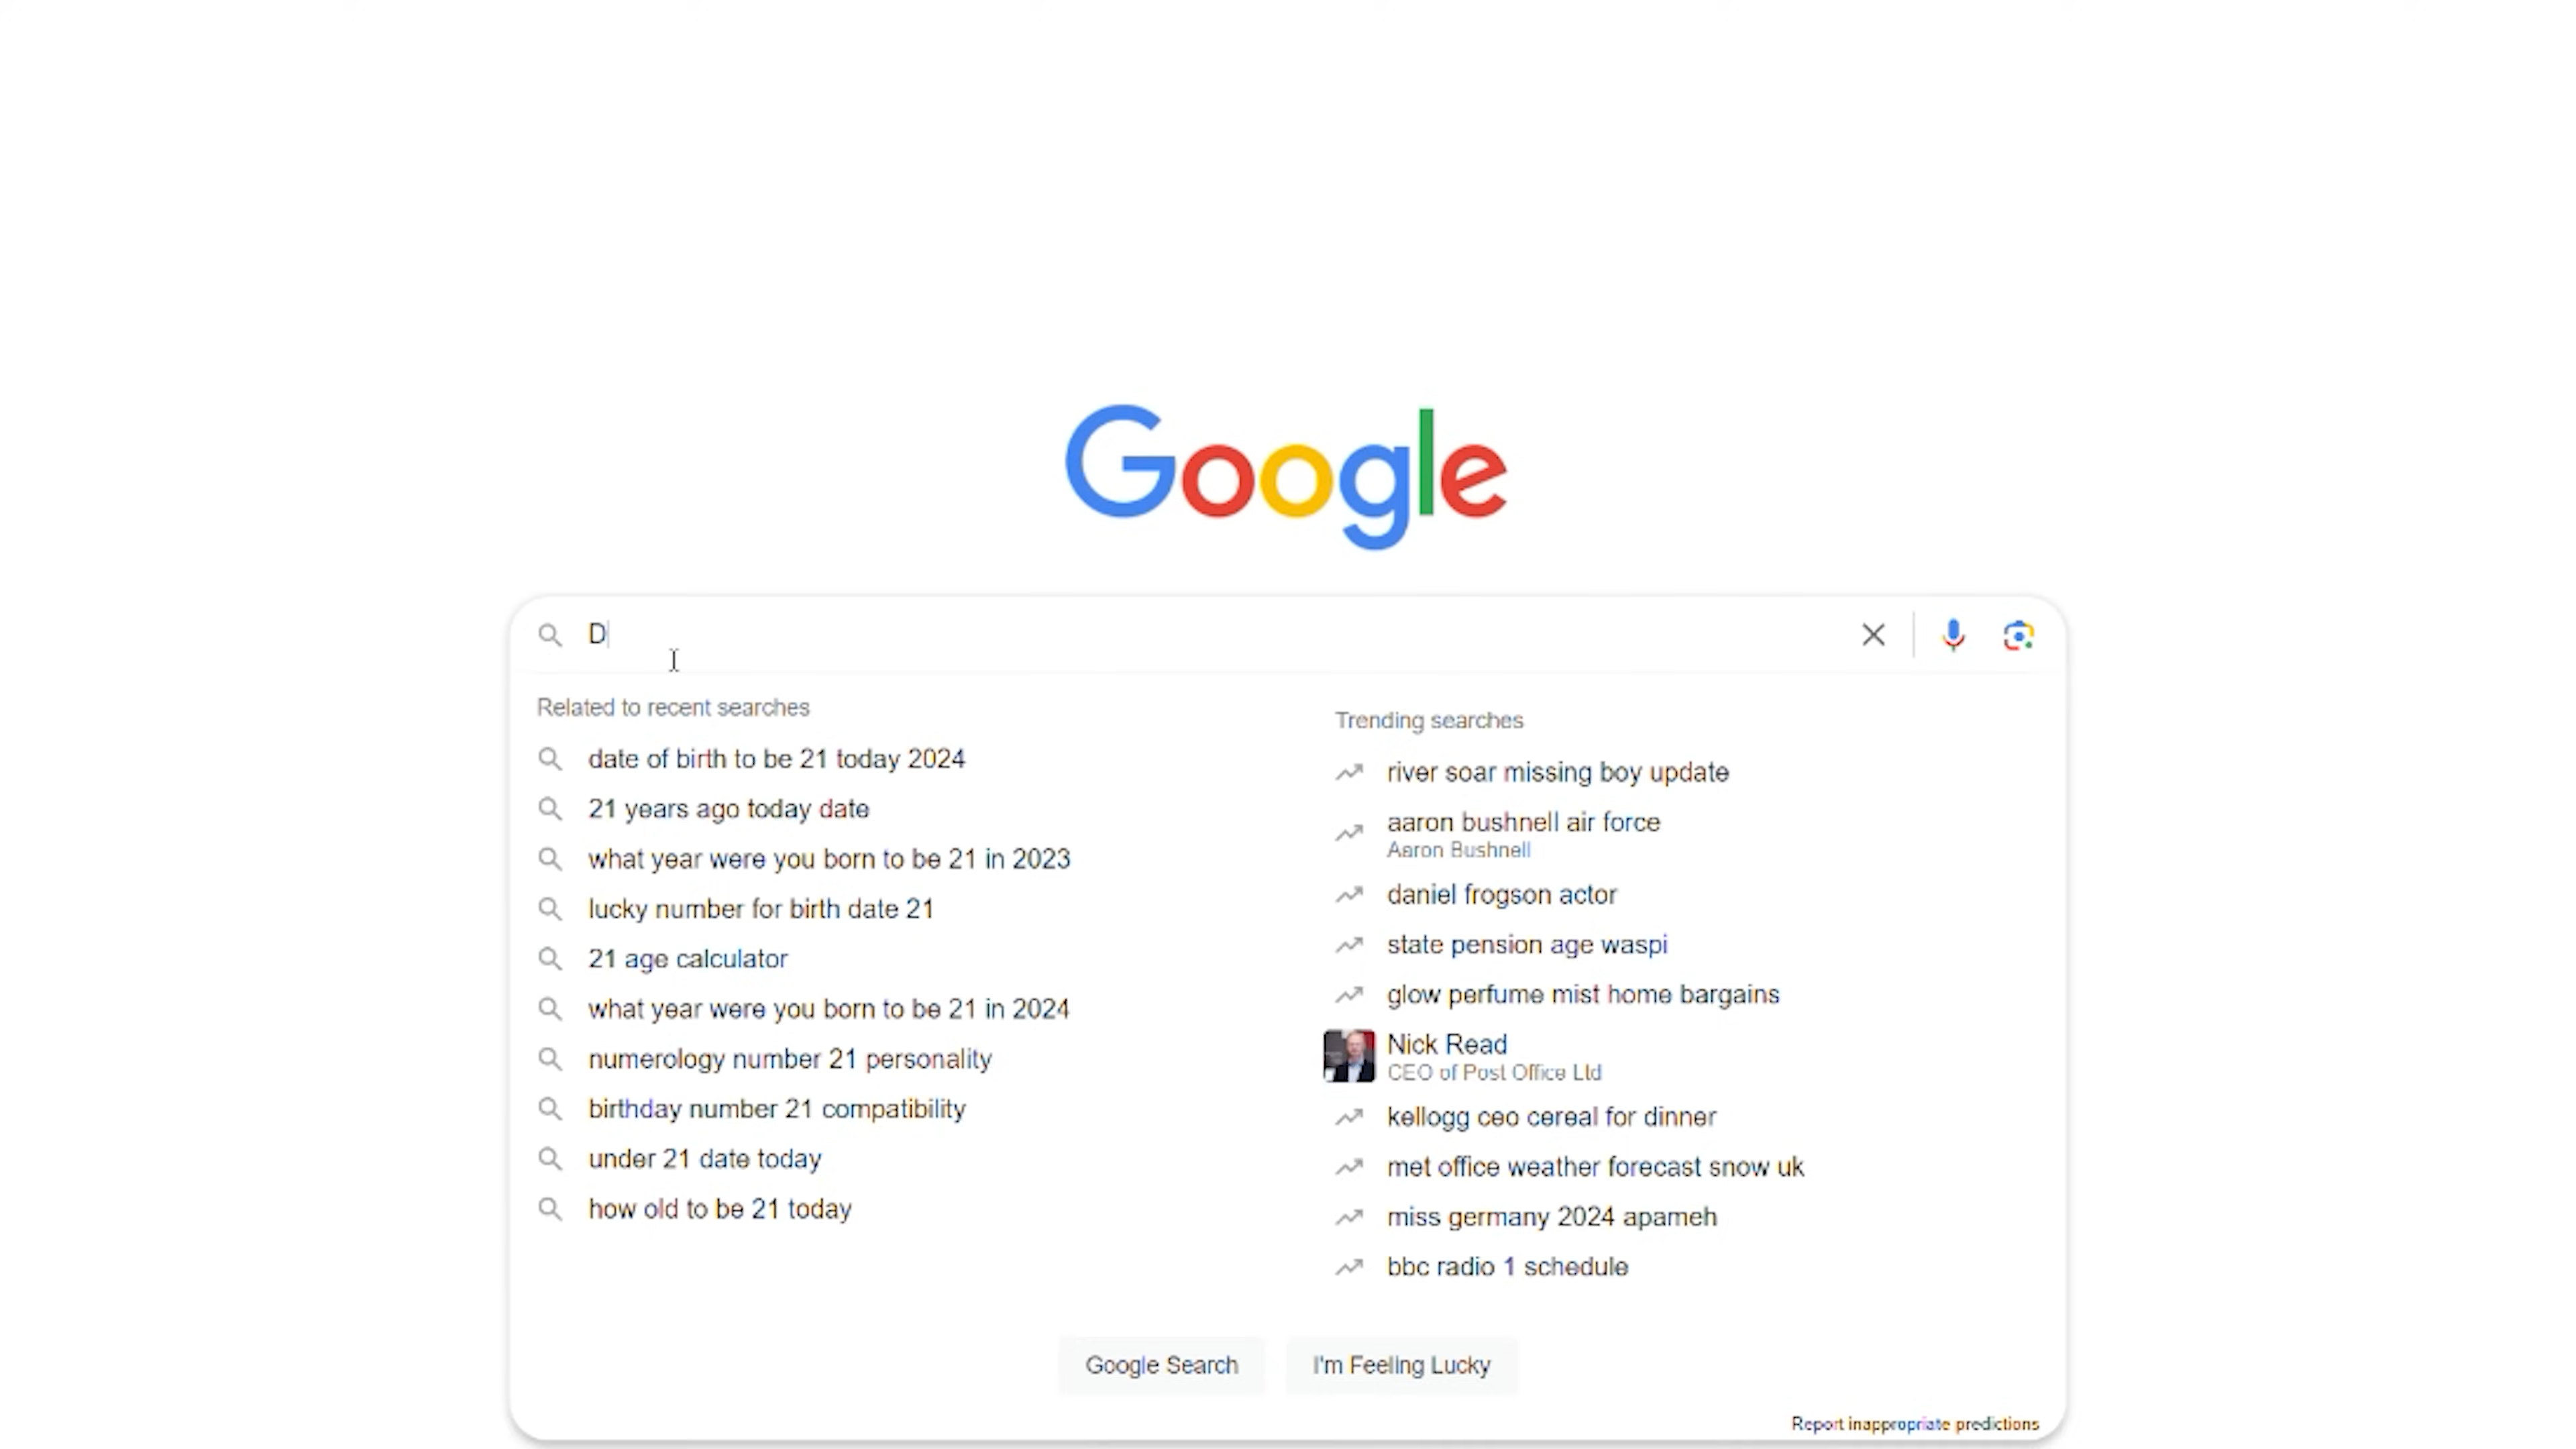 Google
D
Related to recent searches
date of birth to be 21 today 2024
21 years ago today date
what year were you born to be 21 in 2023
lucky number for birth date 21
21 age calculator
what year were you born to be 21 in 2024
numerology number 21 personality
birthday number 21 compatibility
under 21 date today
how old to be 21 today
Trending searches
river soar missing boy update
aaron bushnell air force
Aaron Bushnell
daniel frogson actor
state pension age waspi
glow perfume mist home bargains
Nick Read
CEO of Post Office Ltd
kellogg ceo cereal for dinner
met office weather forecast snow uk
miss germany 2024 apameh
bbc radio 1 schedule
Google Search
I'm Feeling Lucky
Report inappropriate predictions